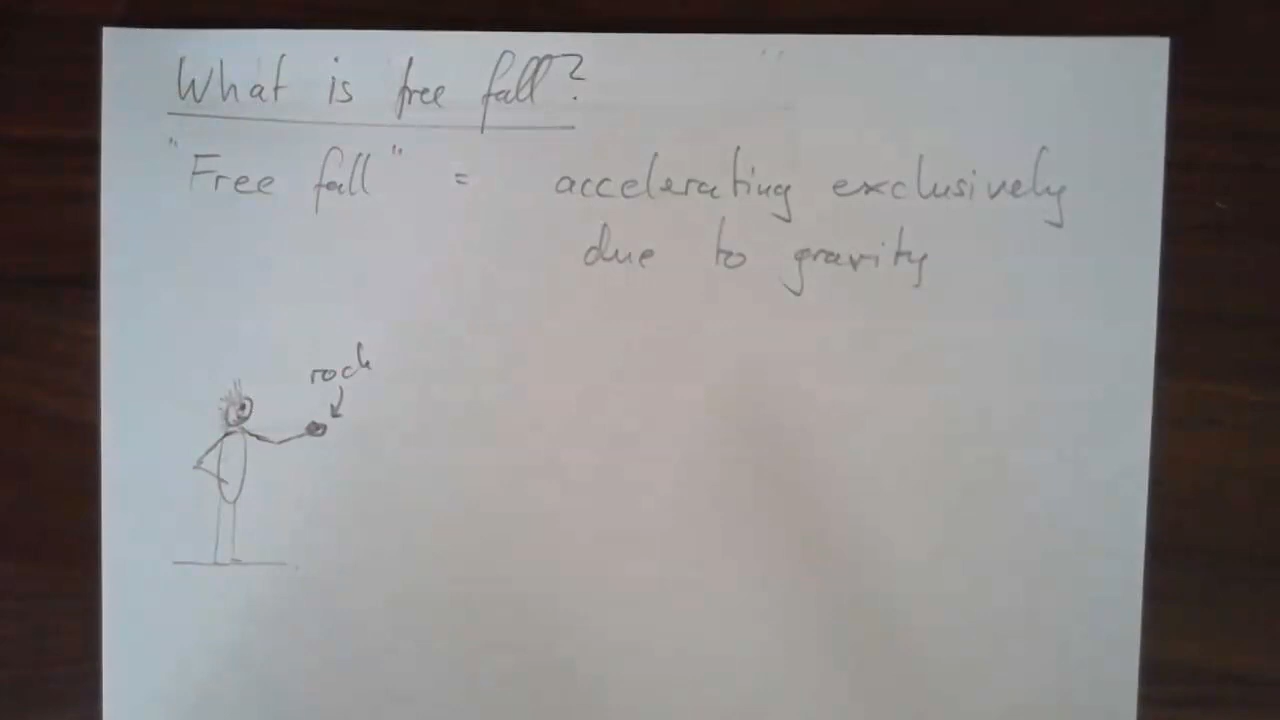 What is free fall?
"Free fall" = accelerating exclusively
due to gravity
rock